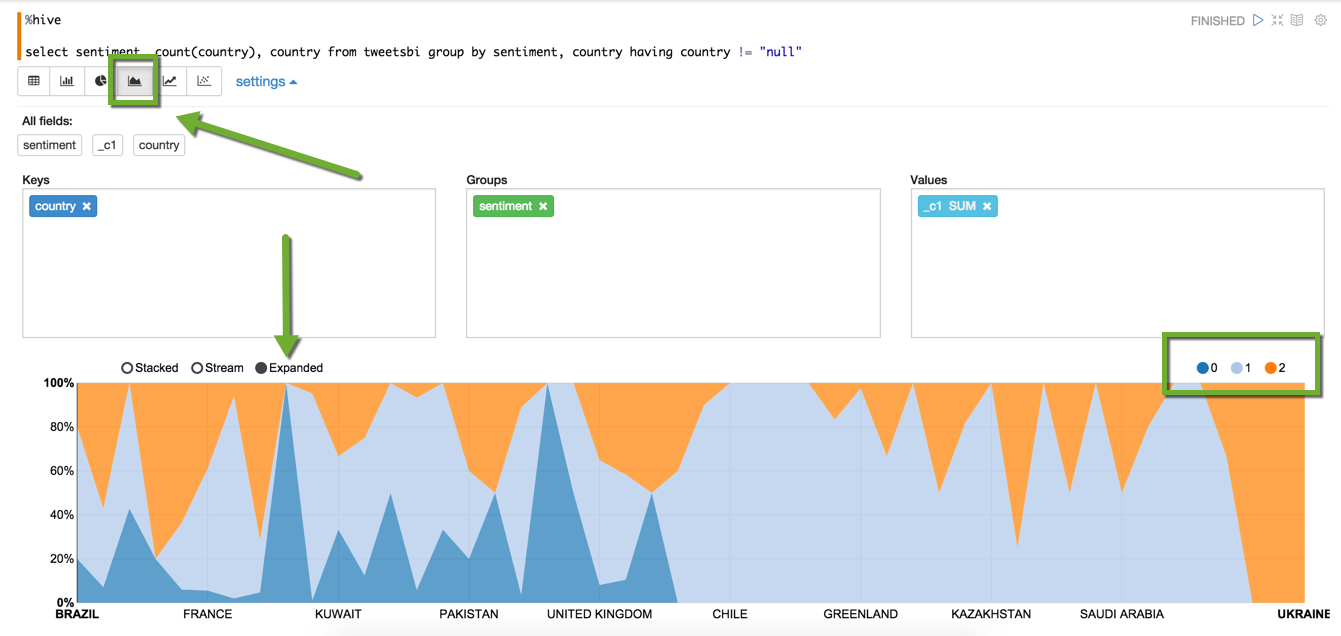 %hive
FINISHED
select sentiment, count(country), country from tweetsbi group by sentiment, country having country != "null"
settings
All fields:
sentiment _c1 country
Keys Groups Values
country × sentiment × _c1 SUM ×
Stacked Stream Expanded 0 1 2
100%
80%
60%
40%
20%
0%
BRAZIL FRANCE KUWAIT PAKISTAN UNITED KINGDOM CHILE GREENLAND KAZAKHSTAN SAUDI ARABIA UKRAINE